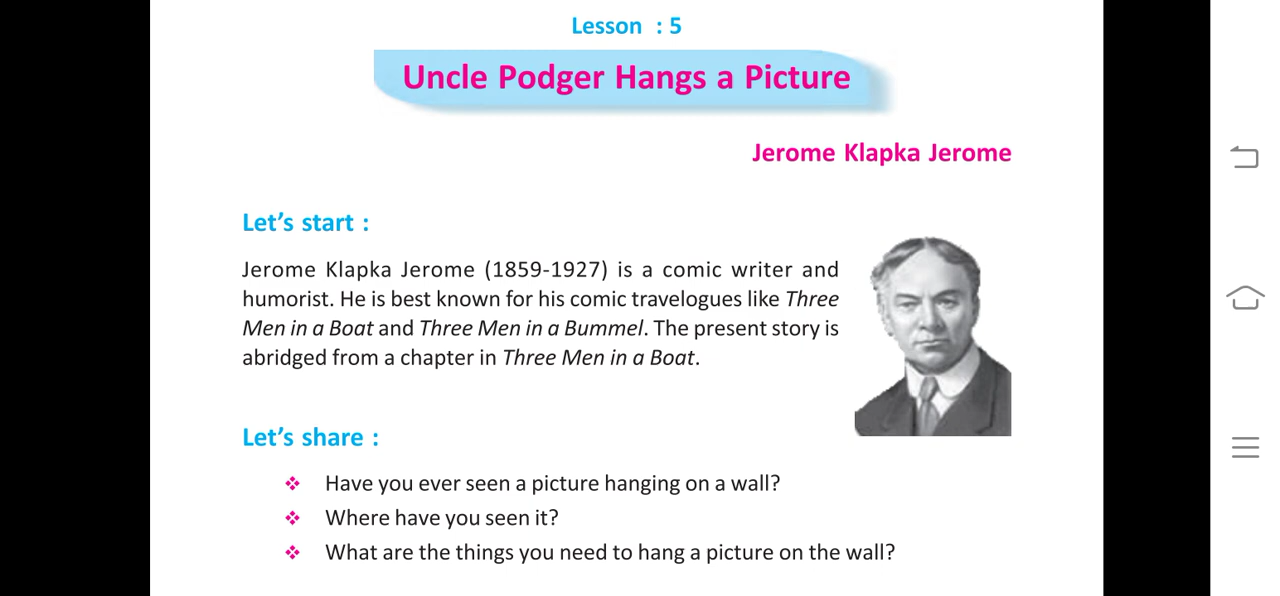 Lesson : 5
Uncle Podger Hangs a Picture
Jerome Klapka Jerome
Let's start :
Jerome Klapka Jerome (1859-1927) is a comic writer and
humorist. He is best known for his comic travelogues like Three
Men in a Boat and Three Men in a Bummel. The present story is
abridged from a chapter in Three Men in a Boat.
Let's share :
❖ Have you ever seen a picture hanging on a wall?
❖ Where have you seen it?
❖ What are the things you need to hang a picture on the wall?